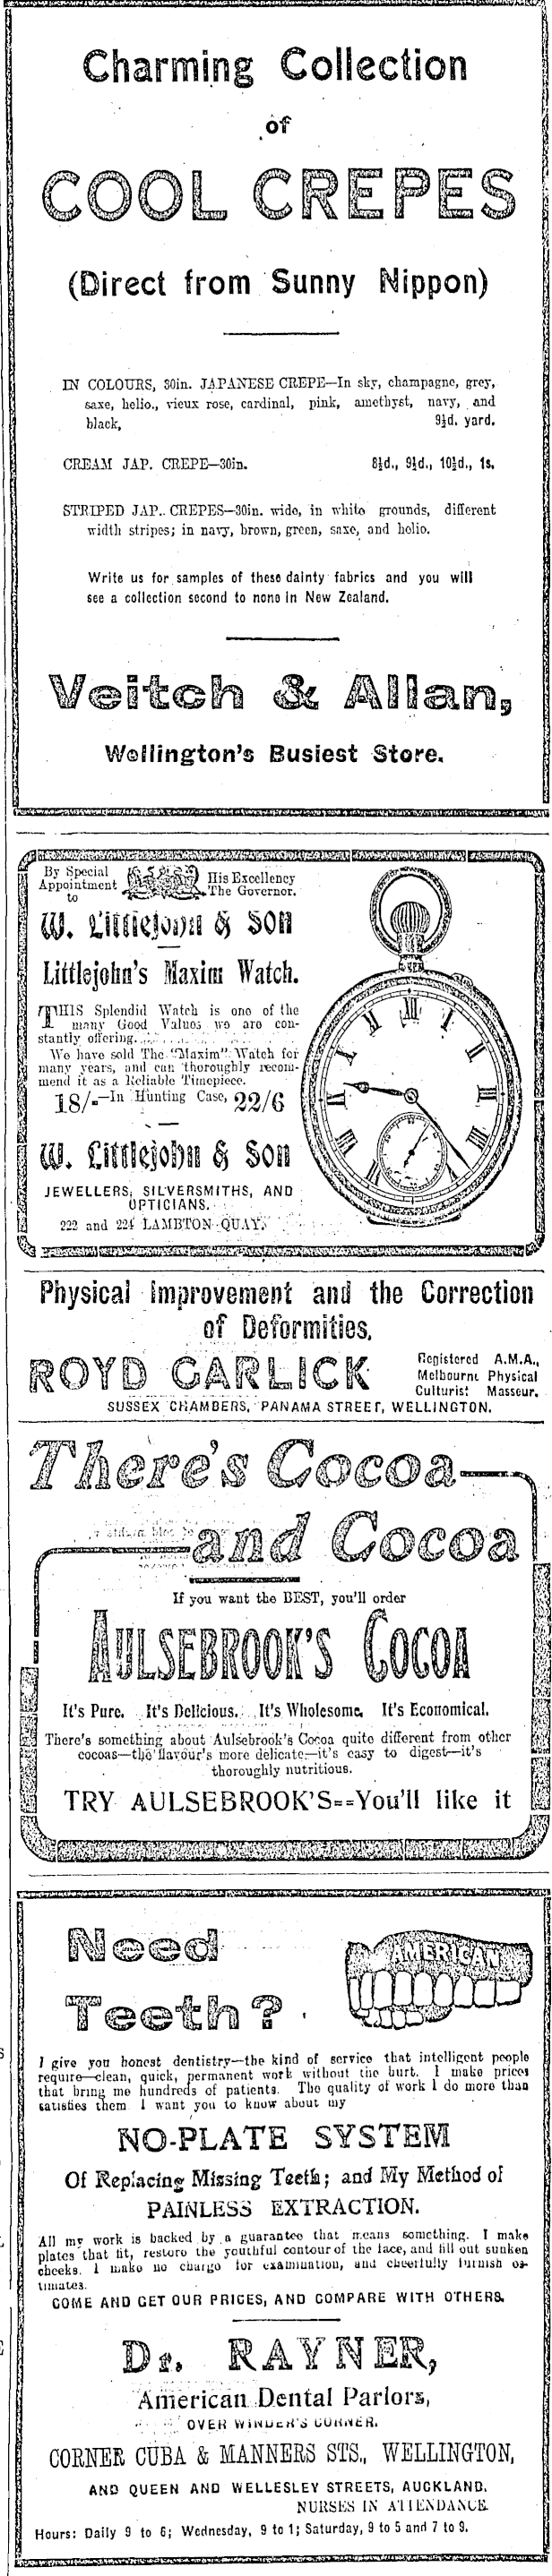 Charming Collection
of
COOL CREPES
(Direct from Sunny Nippon)
IN COLOURS, 30in. JAPANESE CREPE—In sky, champagne, grey,
saxe, helio., vieux rose, cardinal, pink, amethyst, navy, and
black, 9½d. yard.
CREAM JAP. CREPE—30in. 8½d., 9½d., 10½d., 1s.
STRIPED JAP. CREPES—30in. wide, in white grounds, different
width stripes; in navy, brown, green, saxe, and helio.
Write us for samples of these dainty fabrics and you will
see a collection second to none in New Zealand.
Veitch & Allan,
Wellington's Busiest Store.
By Special Appointment to His Excellency The Governor.
W. Littlejohn & Son
Littlejohn's Maxim Watch.
THIS Splendid Watch is one of the
many Good Values we are con-
stantly offering.
We have sold The "Maxim" Watch for
many years, and can thoroughly recom-
mend it as a Reliable Timepiece.
18/-—In Hunting Case, 22/6
W. Littlejohn & Son
JEWELLERS, SILVERSMITHS, AND
OPTICIANS.
222 and 224 LAMBTON QUAY.
Physical Improvement and the Correction
of Deformities.
ROYD GARLICK
Registered A.M.A.,
Melbourne Physical
Culturist Masseur.
SUSSEX CHAMBERS, PANAMA STREET, WELLINGTON.
There's Cocoa—
—and Cocoa
If you want the BEST, you'll order
AULSEBROOK'S COCOA
It's Pure. It's Delicious. It's Wholesome. It's Economical.
There's something about Aulsebrook's Cocoa quite different from other
cocoas—the flavour's more delicate—it's easy to digest—it's
thoroughly nutritious.
TRY AULSEBROOK'S==You'll like it
Need
Teeth?
AMERICAN
I give you honest dentistry—the kind of service that intelligent people
require—clean, quick, permanent work without the hurt. I make prices
that bring me hundreds of patients. The quality of work I do more than
satisfies them. I want you to know about my
NO-PLATE SYSTEM
Of Replacing Missing Teeth; and My Method of
PAINLESS EXTRACTION.
All my work is backed by a guarantee that means something. I make
plates that fit, restore the youthful contour of the face, and fill out sunken
cheeks. I make no charge for examination, and cheerfully furnish es-
timates.
COME AND GET OUR PRICES, AND COMPARE WITH OTHERS.
Dr. RAYNER,
American Dental Parlors,
OVER WINDER'S CORNER,
CORNER CUBA & MANNERS STS., WELLINGTON,
AND QUEEN AND WELLESLEY STREETS, AUCKLAND.
NURSES IN ATTENDANCE.
Hours: Daily 9 to 6; Wednesday, 9 to 1; Saturday, 9 to 5 and 7 to 9.